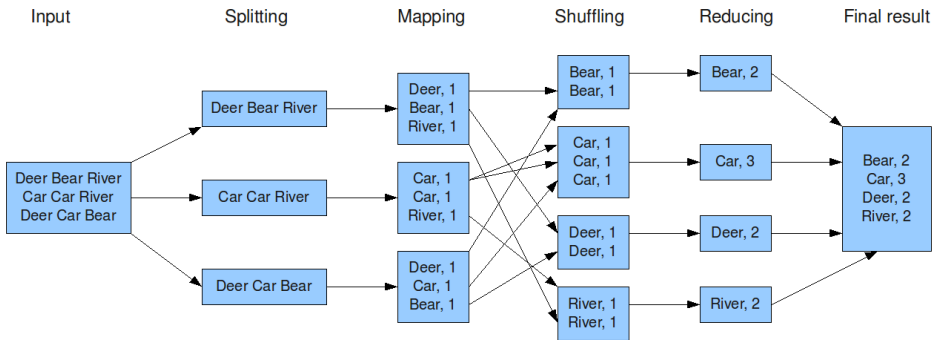 Input
Splitting
Mapping
Shuffling
Reducing
Final result
Deer Bear River
Car Car River
Deer Car Bear
Deer Bear River
Car Car River
Deer Car Bear
Deer, 1
Bear, 1
River, 1
Car, 1
Car, 1
River, 1
Deer, 1
Car, 1
Bear, 1
Bear, 1
Bear, 1
Car, 1
Car, 1
Car, 1
Deer, 1
Deer, 1
River, 1
River, 1
Bear, 2
Car, 3
Deer, 2
River, 2
Bear, 2
Car, 3
Deer, 2
River, 2